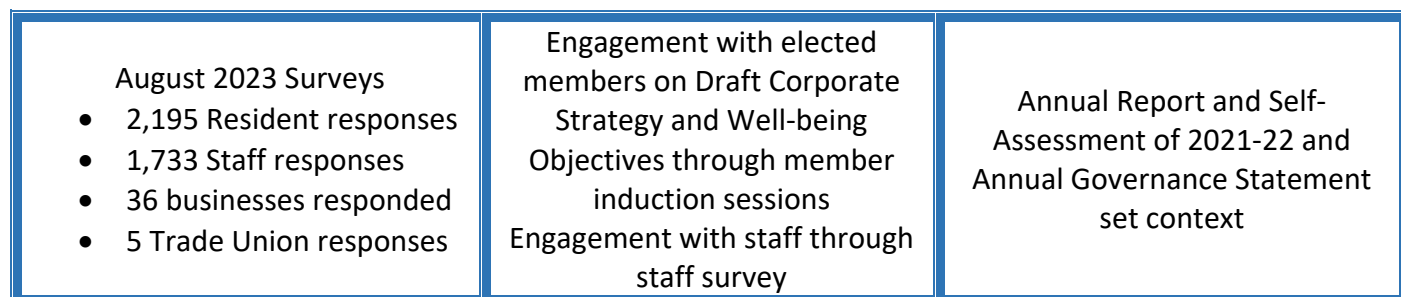 August 2023 Surveys
• 2,195 Resident responses
• 1,733 Staff responses
• 36 businesses responded
• 5 Trade Union responses
Engagement with elected
members on Draft Corporate
Strategy and Well-being
Objectives through member
induction sessions
Engagement with staff through
staff survey
Annual Report and Self-
Assessment of 2021-22 and
Annual Governance Statement
set context